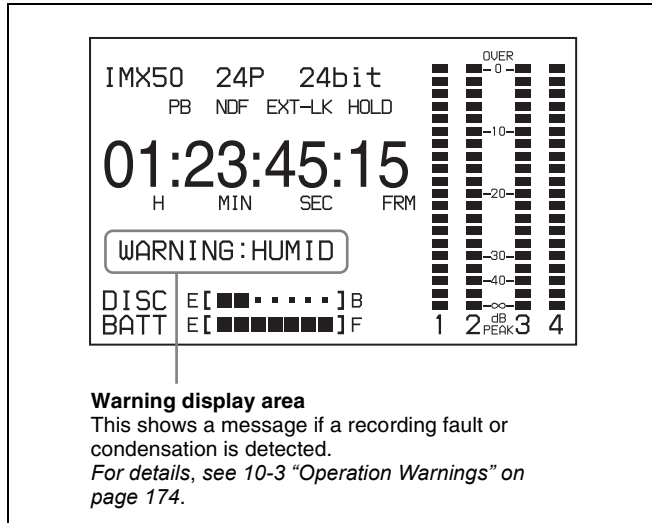 IMX50 24P 24bit
PB NDF EXT-LK HOLD
01:23:45:15
H MIN SEC FRM
WARNING:HUMID
DISC E[ ]B
BATT E[ ]F
OVER
0
-10-
-20-
-30-
-40-
-∞-
dB
PEAK
1 2 3 4
Warning display area
This shows a message if a recording fault or
condensation is detected.
For details, see 10-3 “Operation Warnings” on
page 174.